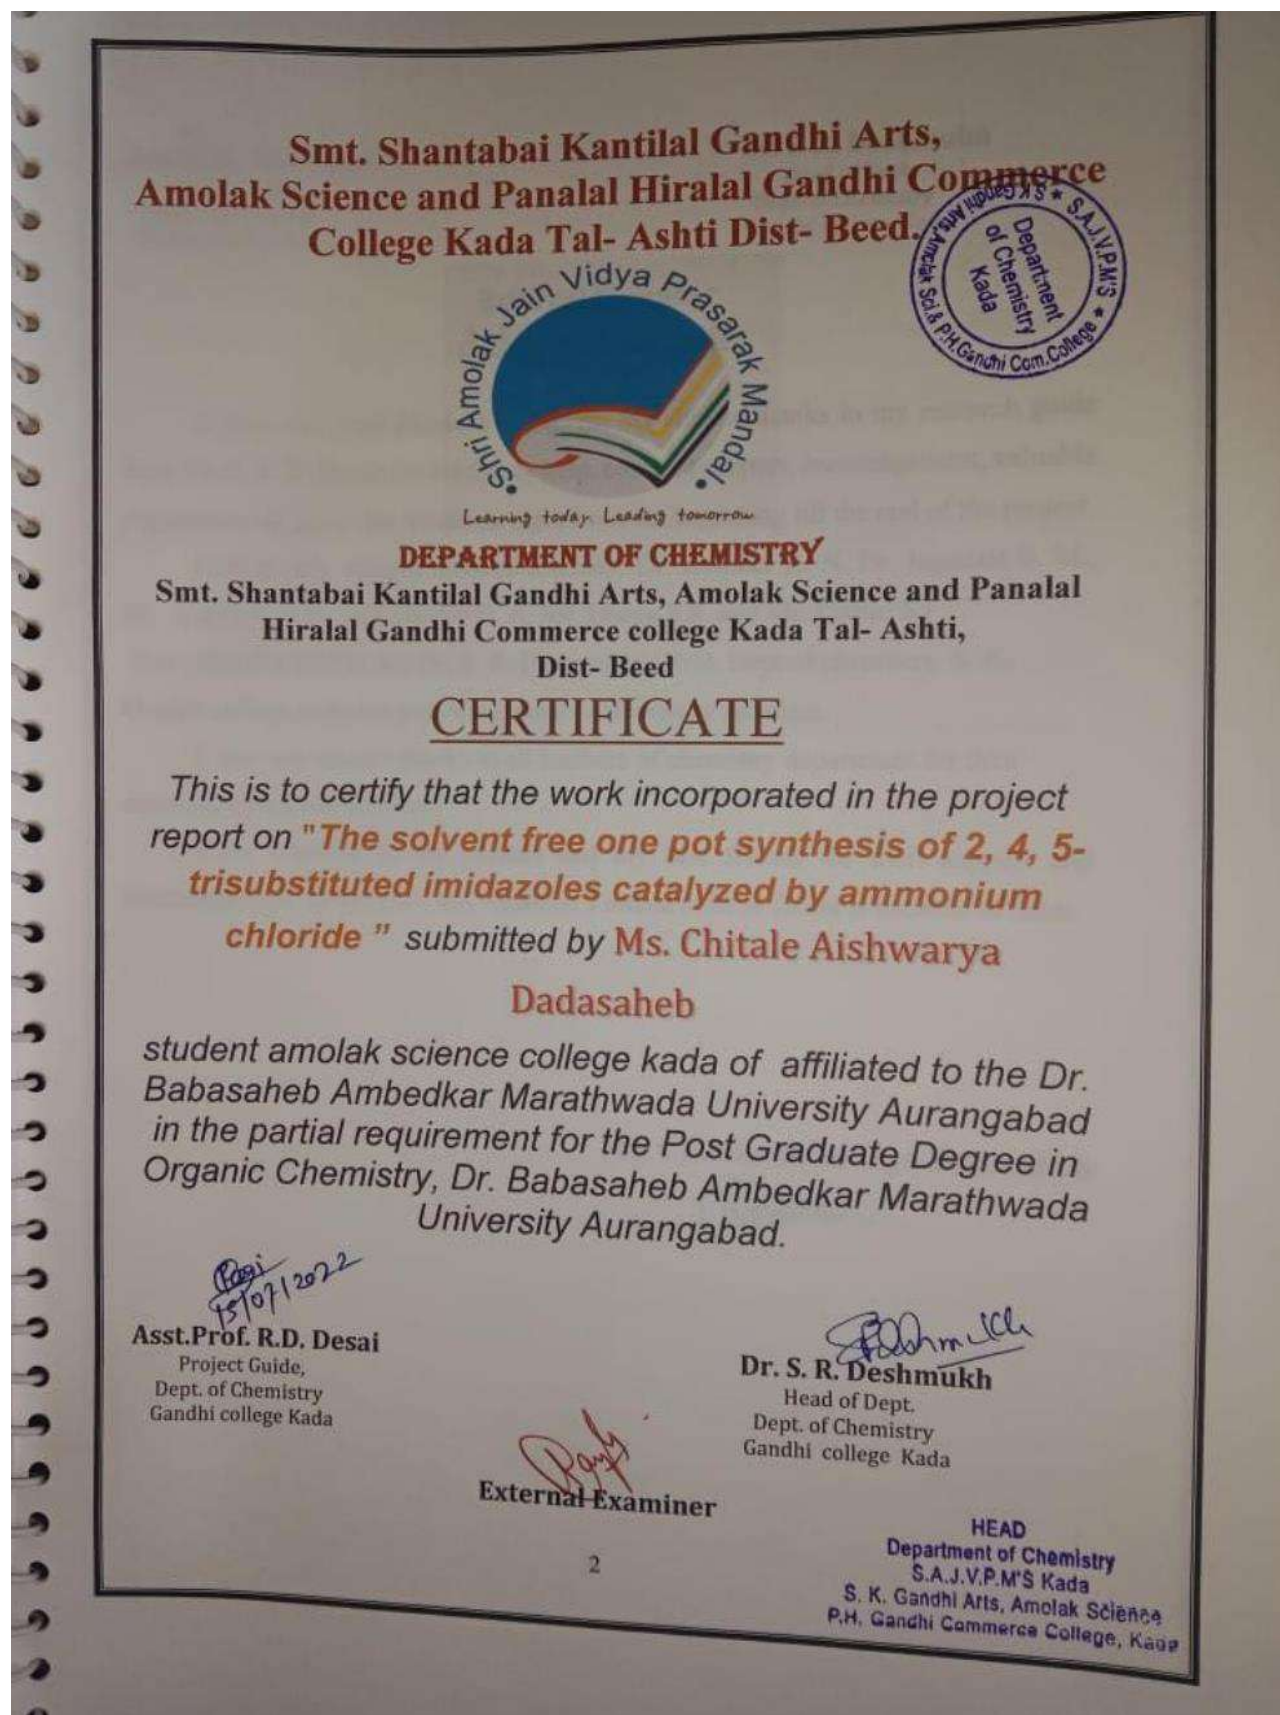 Smt. Shantabai Kantilal Gandhi Arts,
Amolak Science and Panalal Hiralal Gandhi Commerce
College Kada Tal- Ashti Dist- Beed.
S.K Gandhi Arts, Amolak Sci.& P.H.Gandhi Com.College * S.A.J.V.P.M'S *
Department
of Chemistry
Kada
•Shri Amolak Jain Vidya Prasarak Mandal•
Learning today. Leading tomorrow
DEPARTMENT OF CHEMISTRY
Smt. Shantabai Kantilal Gandhi Arts, Amolak Science and Panalal
Hiralal Gandhi Commerce college Kada Tal- Ashti,
Dist- Beed
CERTIFICATE
This is to certify that the work incorporated in the project
report on "The solvent free one pot synthesis of 2, 4, 5-
trisubstituted imidazoles catalyzed by ammonium
chloride " submitted by Ms. Chitale Aishwarya
Dadasaheb
student amolak science college kada of affiliated to the Dr.
Babasaheb Ambedkar Marathwada University Aurangabad
in the partial requirement for the Post Graduate Degree in
Organic Chemistry, Dr. Babasaheb Ambedkar Marathwada
University Aurangabad.
15/07/2022
Asst.Prof. R.D. Desai
Project Guide,
Dept. of Chemistry
Gandhi college Kada
Dr. S. R. Deshmukh
Head of Dept.
Dept. of Chemistry
Gandhi college Kada
External Examiner
2
HEAD
Department of Chemistry
S.A.J.V.P.M'S Kada
S. K. Gandhi Arts, Amolak Science
P.H. Gandhi Commerce College, Kada